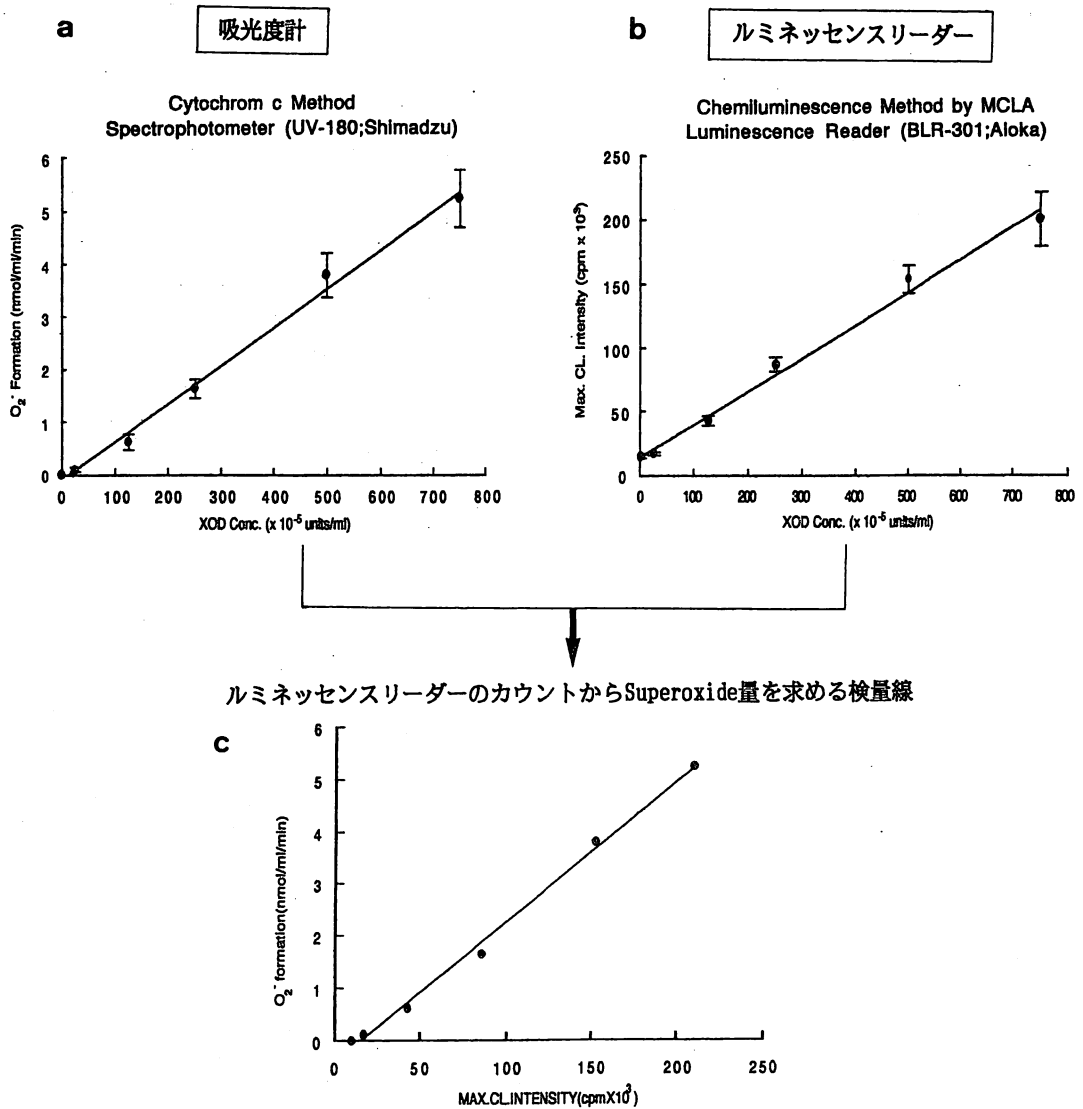 a
吸光度計
Cytochrom c Method
Spectrophotometer (UV-180;Shimadzu)
O₂⁻ Formation (nmol/ml/min)
6
5
4
3
2
1
0
0 100 200 300 400 500 600 700 800
XOD Conc. (x 10⁻⁵ units/ml)
b
ルミネッセンスリーダー
Chemiluminescence Method by MCLA
Luminescence Reader (BLR-301;Aloka)
Max. CL. Intensity (cpm x 10³)
250
200
150
100
50
0
0 100 200 300 400 500 600 700 800
XOD Conc. (x 10⁻⁵ units/ml)
ルミネッセンスリーダーのカウントからSuperoxide量を求める検量線
c
O₂⁻ formation(nmol/ml/min)
6
5
4
3
2
1
0
0 50 100 150 200 250
MAX.CL.INTENSITY(cpmX10³)